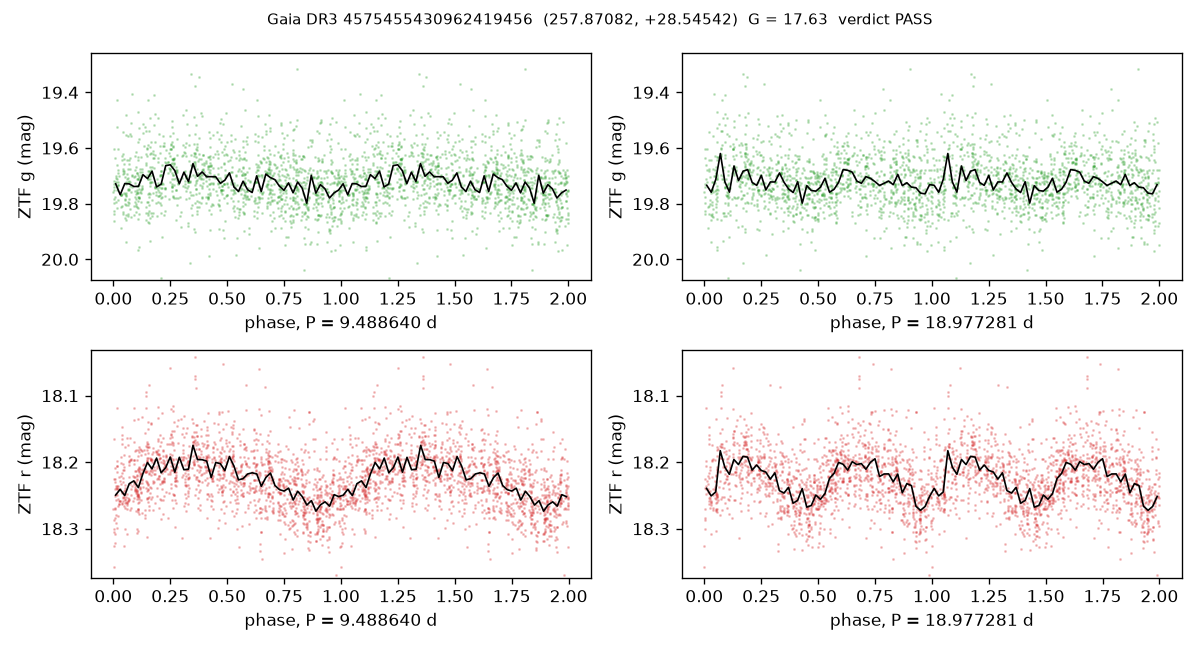 Gaia DR3 4575455430962419456  (257.87082, +28.54542)  G = 17.63  verdict PASS
ZTF g (mag)
19.4
19.6
19.8
20.0
0.00 0.25 0.50 0.75 1.00 1.25 1.50 1.75 2.00
phase, P = 9.488640 d
ZTF g (mag)
19.4
19.6
19.8
20.0
0.00 0.25 0.50 0.75 1.00 1.25 1.50 1.75 2.00
phase, P = 18.977281 d
ZTF r (mag)
18.1
18.2
18.3
0.00 0.25 0.50 0.75 1.00 1.25 1.50 1.75 2.00
phase, P = 9.488640 d
ZTF r (mag)
18.1
18.2
18.3
0.00 0.25 0.50 0.75 1.00 1.25 1.50 1.75 2.00
phase, P = 18.977281 d